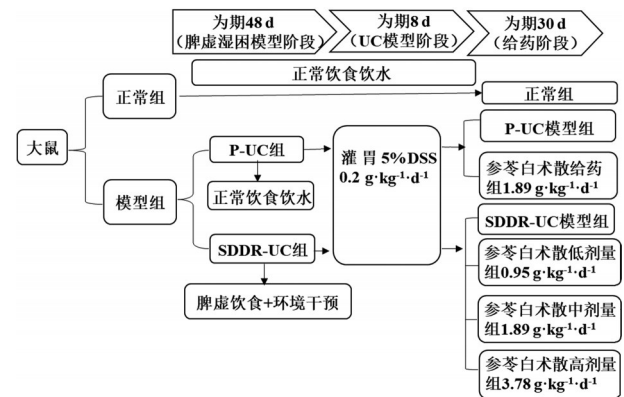 为期48 d
（脾虚湿困模型阶段）
为期8 d
（UC模型阶段）
为期30 d
（给药阶段）
正常饮食饮水
正常组
正常组
大鼠
P-UC模型组
P-UC组
灌胃5%DSS
0.2 g·kg⁻¹·d⁻¹
参苓白术散给药
组1.89 g·kg⁻¹·d⁻¹
正常饮食饮水
模型组
SDDR-UC模型组
SDDR-UC组
参苓白术散低剂量
组0.95 g·kg⁻¹·d⁻¹
脾虚饮食+环境干预
参苓白术散中剂量
组1.89 g·kg⁻¹·d⁻¹
参苓白术散高剂量
组3.78 g·kg⁻¹·d⁻¹